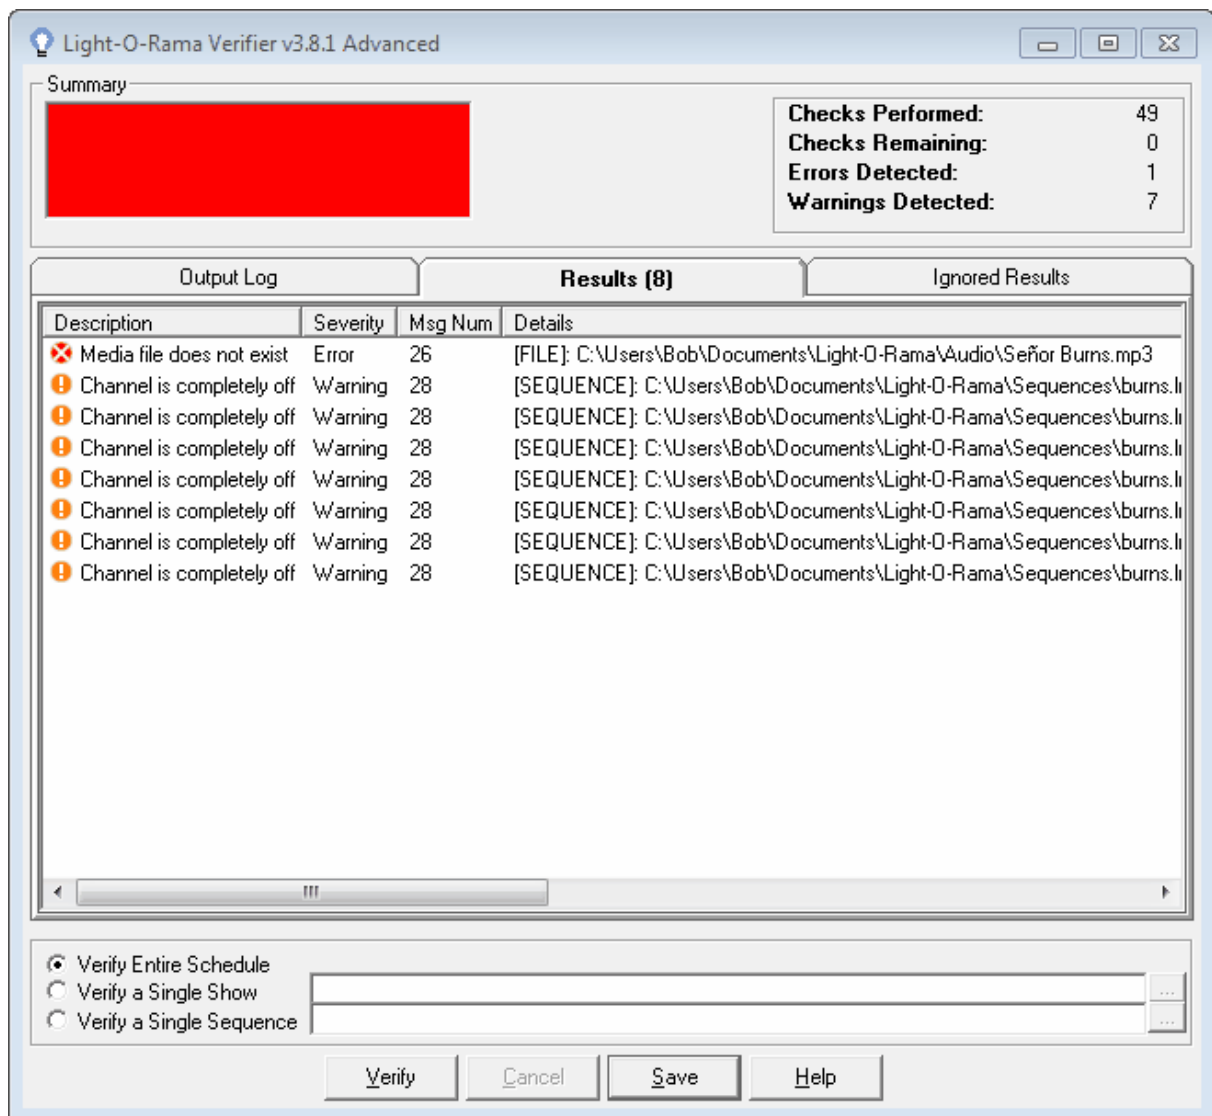 Light-O-Rama Verifier v3.8.1 Advanced
Summary
Checks Performed: 49
Checks Remaining: 0
Errors Detected: 1
Warnings Detected: 7
Output Log Results (8) Ignored Results
Description Severity Msg Num Details
Media file does not exist Error 26 [FILE]: C:\Users\Bob\Documents\Light-O-Rama\Audio\Señor Burns.mp3
Channel is completely off Warning 28 [SEQUENCE]: C:\Users\Bob\Documents\Light-O-Rama\Sequences\burns.l
Channel is completely off Warning 28 [SEQUENCE]: C:\Users\Bob\Documents\Light-O-Rama\Sequences\burns.l
Channel is completely off Warning 28 [SEQUENCE]: C:\Users\Bob\Documents\Light-O-Rama\Sequences\burns.l
Channel is completely off Warning 28 [SEQUENCE]: C:\Users\Bob\Documents\Light-O-Rama\Sequences\burns.l
Channel is completely off Warning 28 [SEQUENCE]: C:\Users\Bob\Documents\Light-O-Rama\Sequences\burns.l
Channel is completely off Warning 28 [SEQUENCE]: C:\Users\Bob\Documents\Light-O-Rama\Sequences\burns.l
Channel is completely off Warning 28 [SEQUENCE]: C:\Users\Bob\Documents\Light-O-Rama\Sequences\burns.l
Verify Entire Schedule
Verify a Single Show ...
Verify a Single Sequence ...
Verify Cancel Save Help